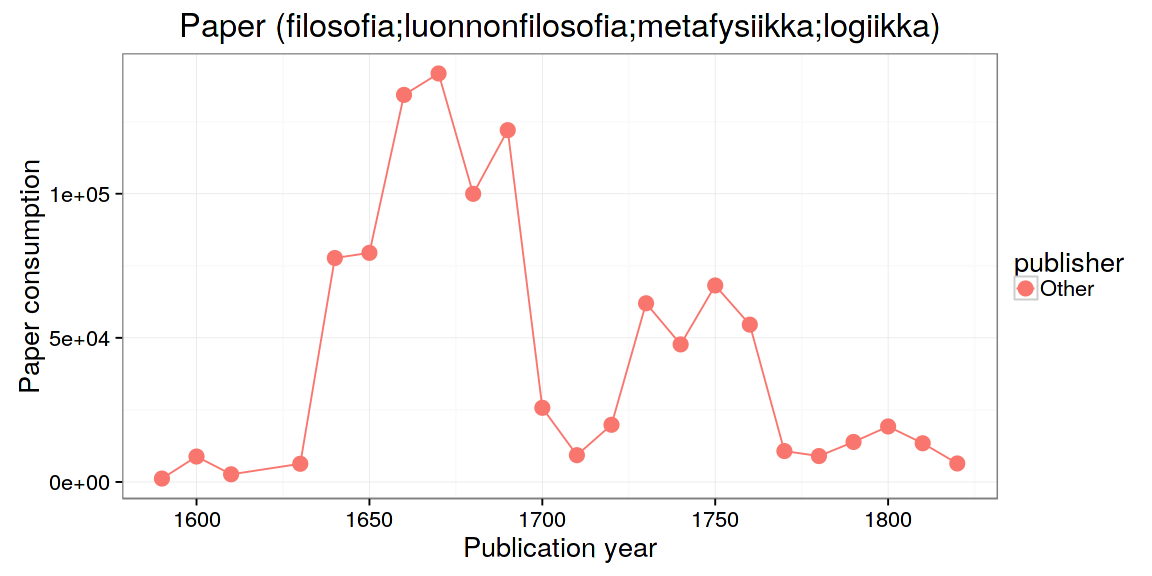 Paper (filosofia;luonnonfilosofia;metafysiikka;logiikka)
Paper consumption
1e+05
5e+04
0e+00
1600 1650 1700 1750 1800
Publication year
publisher
Other